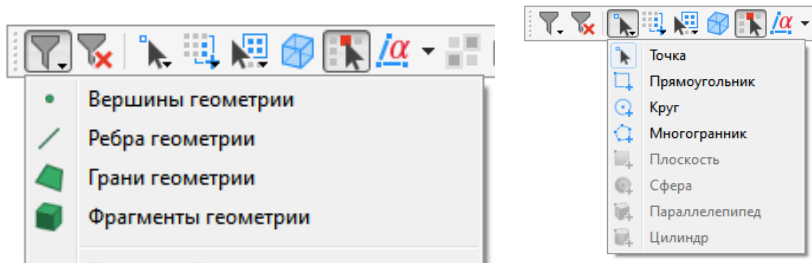 Вершины геометрии
Ребра геометрии
Грани геометрии
Фрагменты геометрии
Точка
Прямоугольник
Круг
Многогранник
Плоскость
Сфера
Параллелепипед
Цилиндр